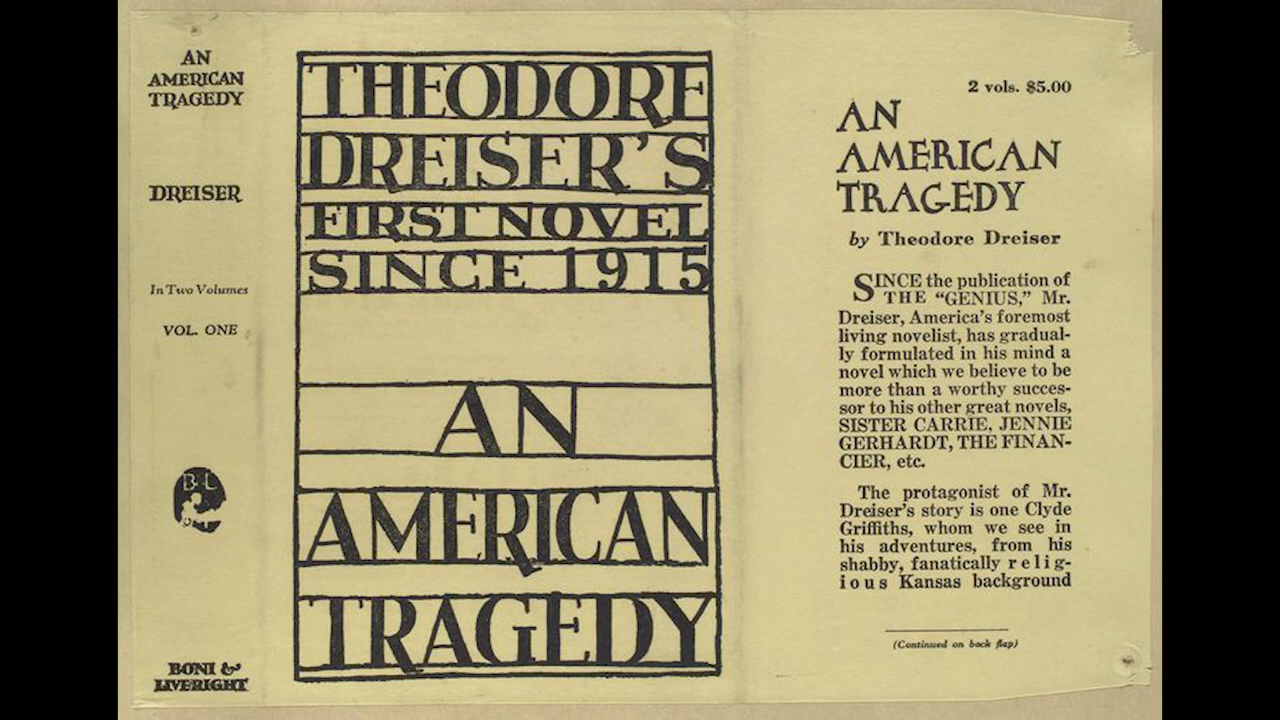 AN
AMERICAN
TRAGEDY
DREISER
In Two Volumes
VOL. ONE
B L
BONI &
LIVERIGHT
THEODORE
DREISER'S
FIRST NOVEL
SINCE 1915
AN
AMERICAN
TRAGEDY
2 vols. $5.00
AN
AMERICAN
TRAGEDY
by Theodore Dreiser
SINCE the publication of
THE "GENIUS," Mr.
Dreiser, America's foremost
living novelist, has gradual-
ly formulated in his mind a
novel which we believe to be
more than a worthy succes-
sor to his other great novels,
SISTER CARRIE, JENNIE
GERHARDT, THE FINAN-
CIER, etc.
The protagonist of Mr.
Dreiser's story is one Clyde
Griffiths, whom we see in
his adventures, from his
shabby, fanatically relig-
ious Kansas background
(Continued on back flap)